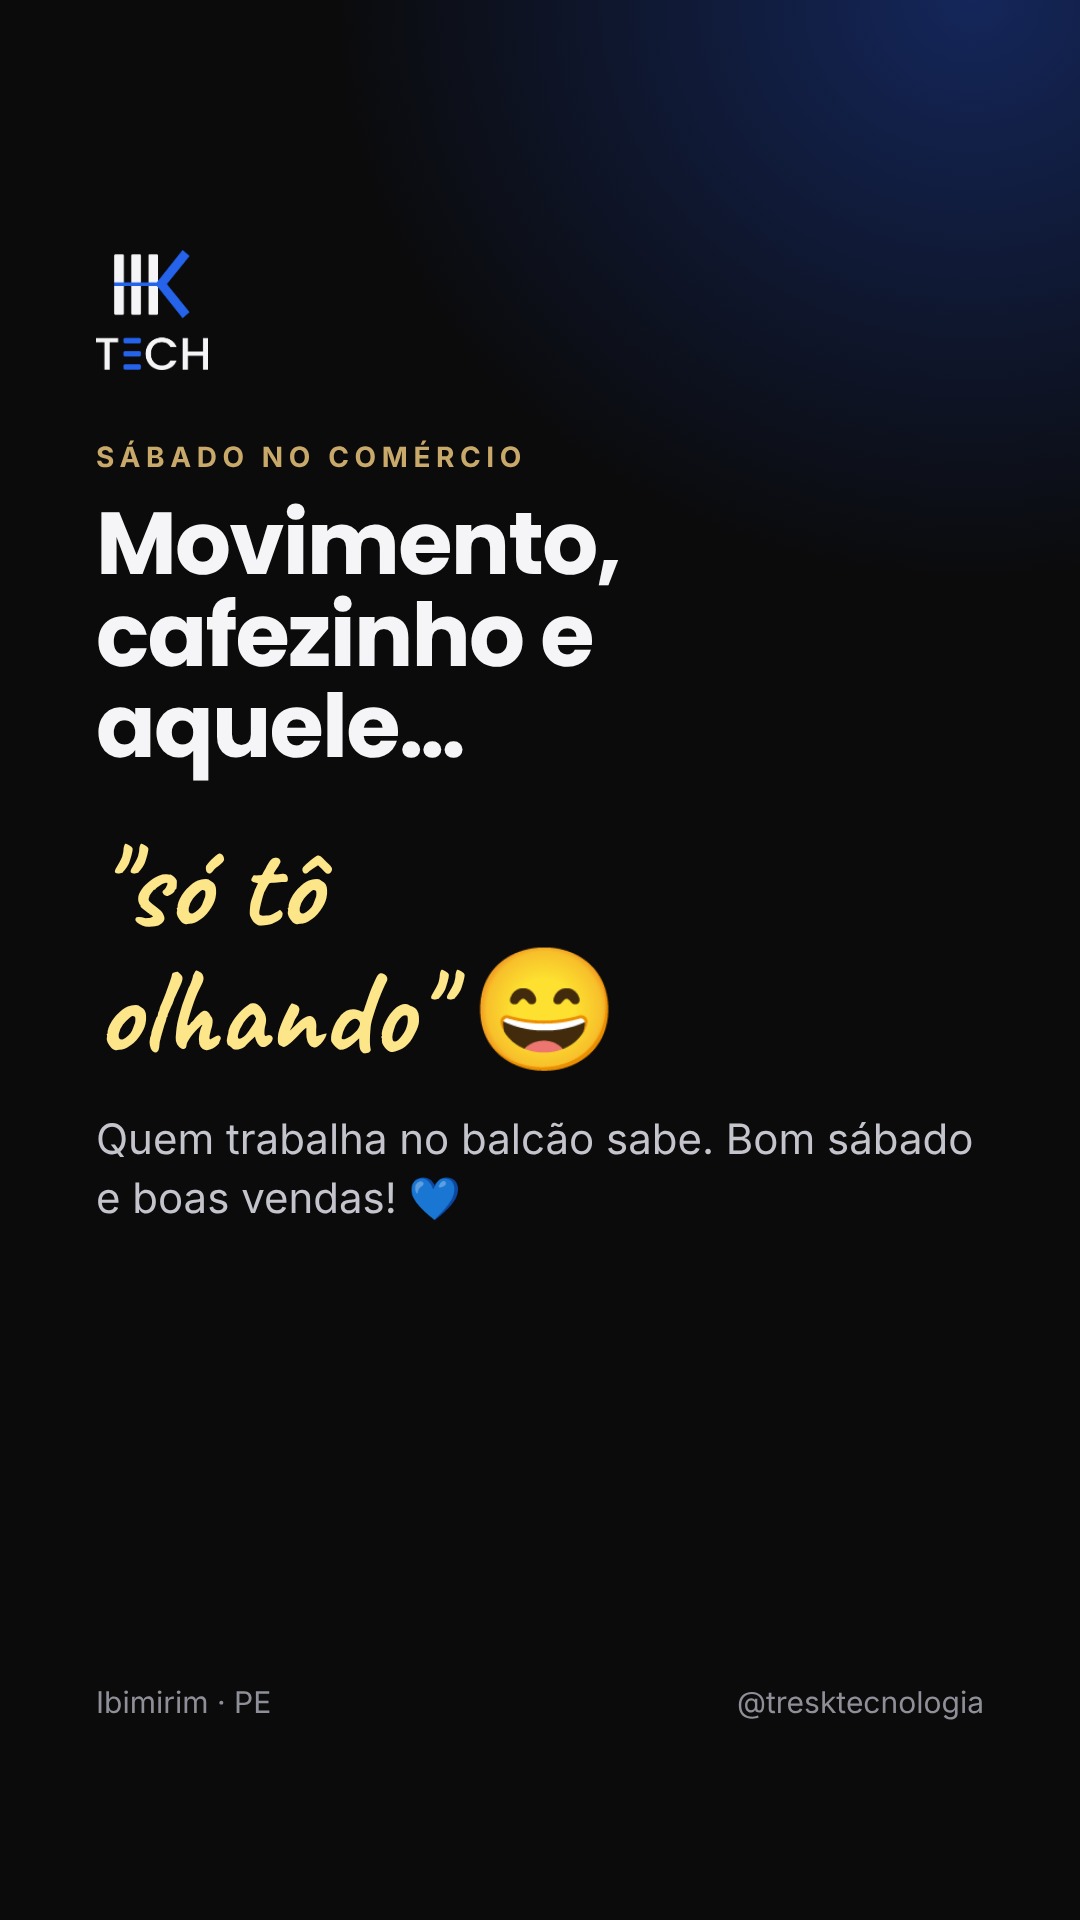 IIIK
TECH
SÁBADO NO COMÉRCIO
Movimento,
cafezinho e
aquele...
"só tô
olhando" 😄
Quem trabalha no balcão sabe. Bom sábado
e boas vendas! 💙
Ibimirim · PE
@tresktecnologia